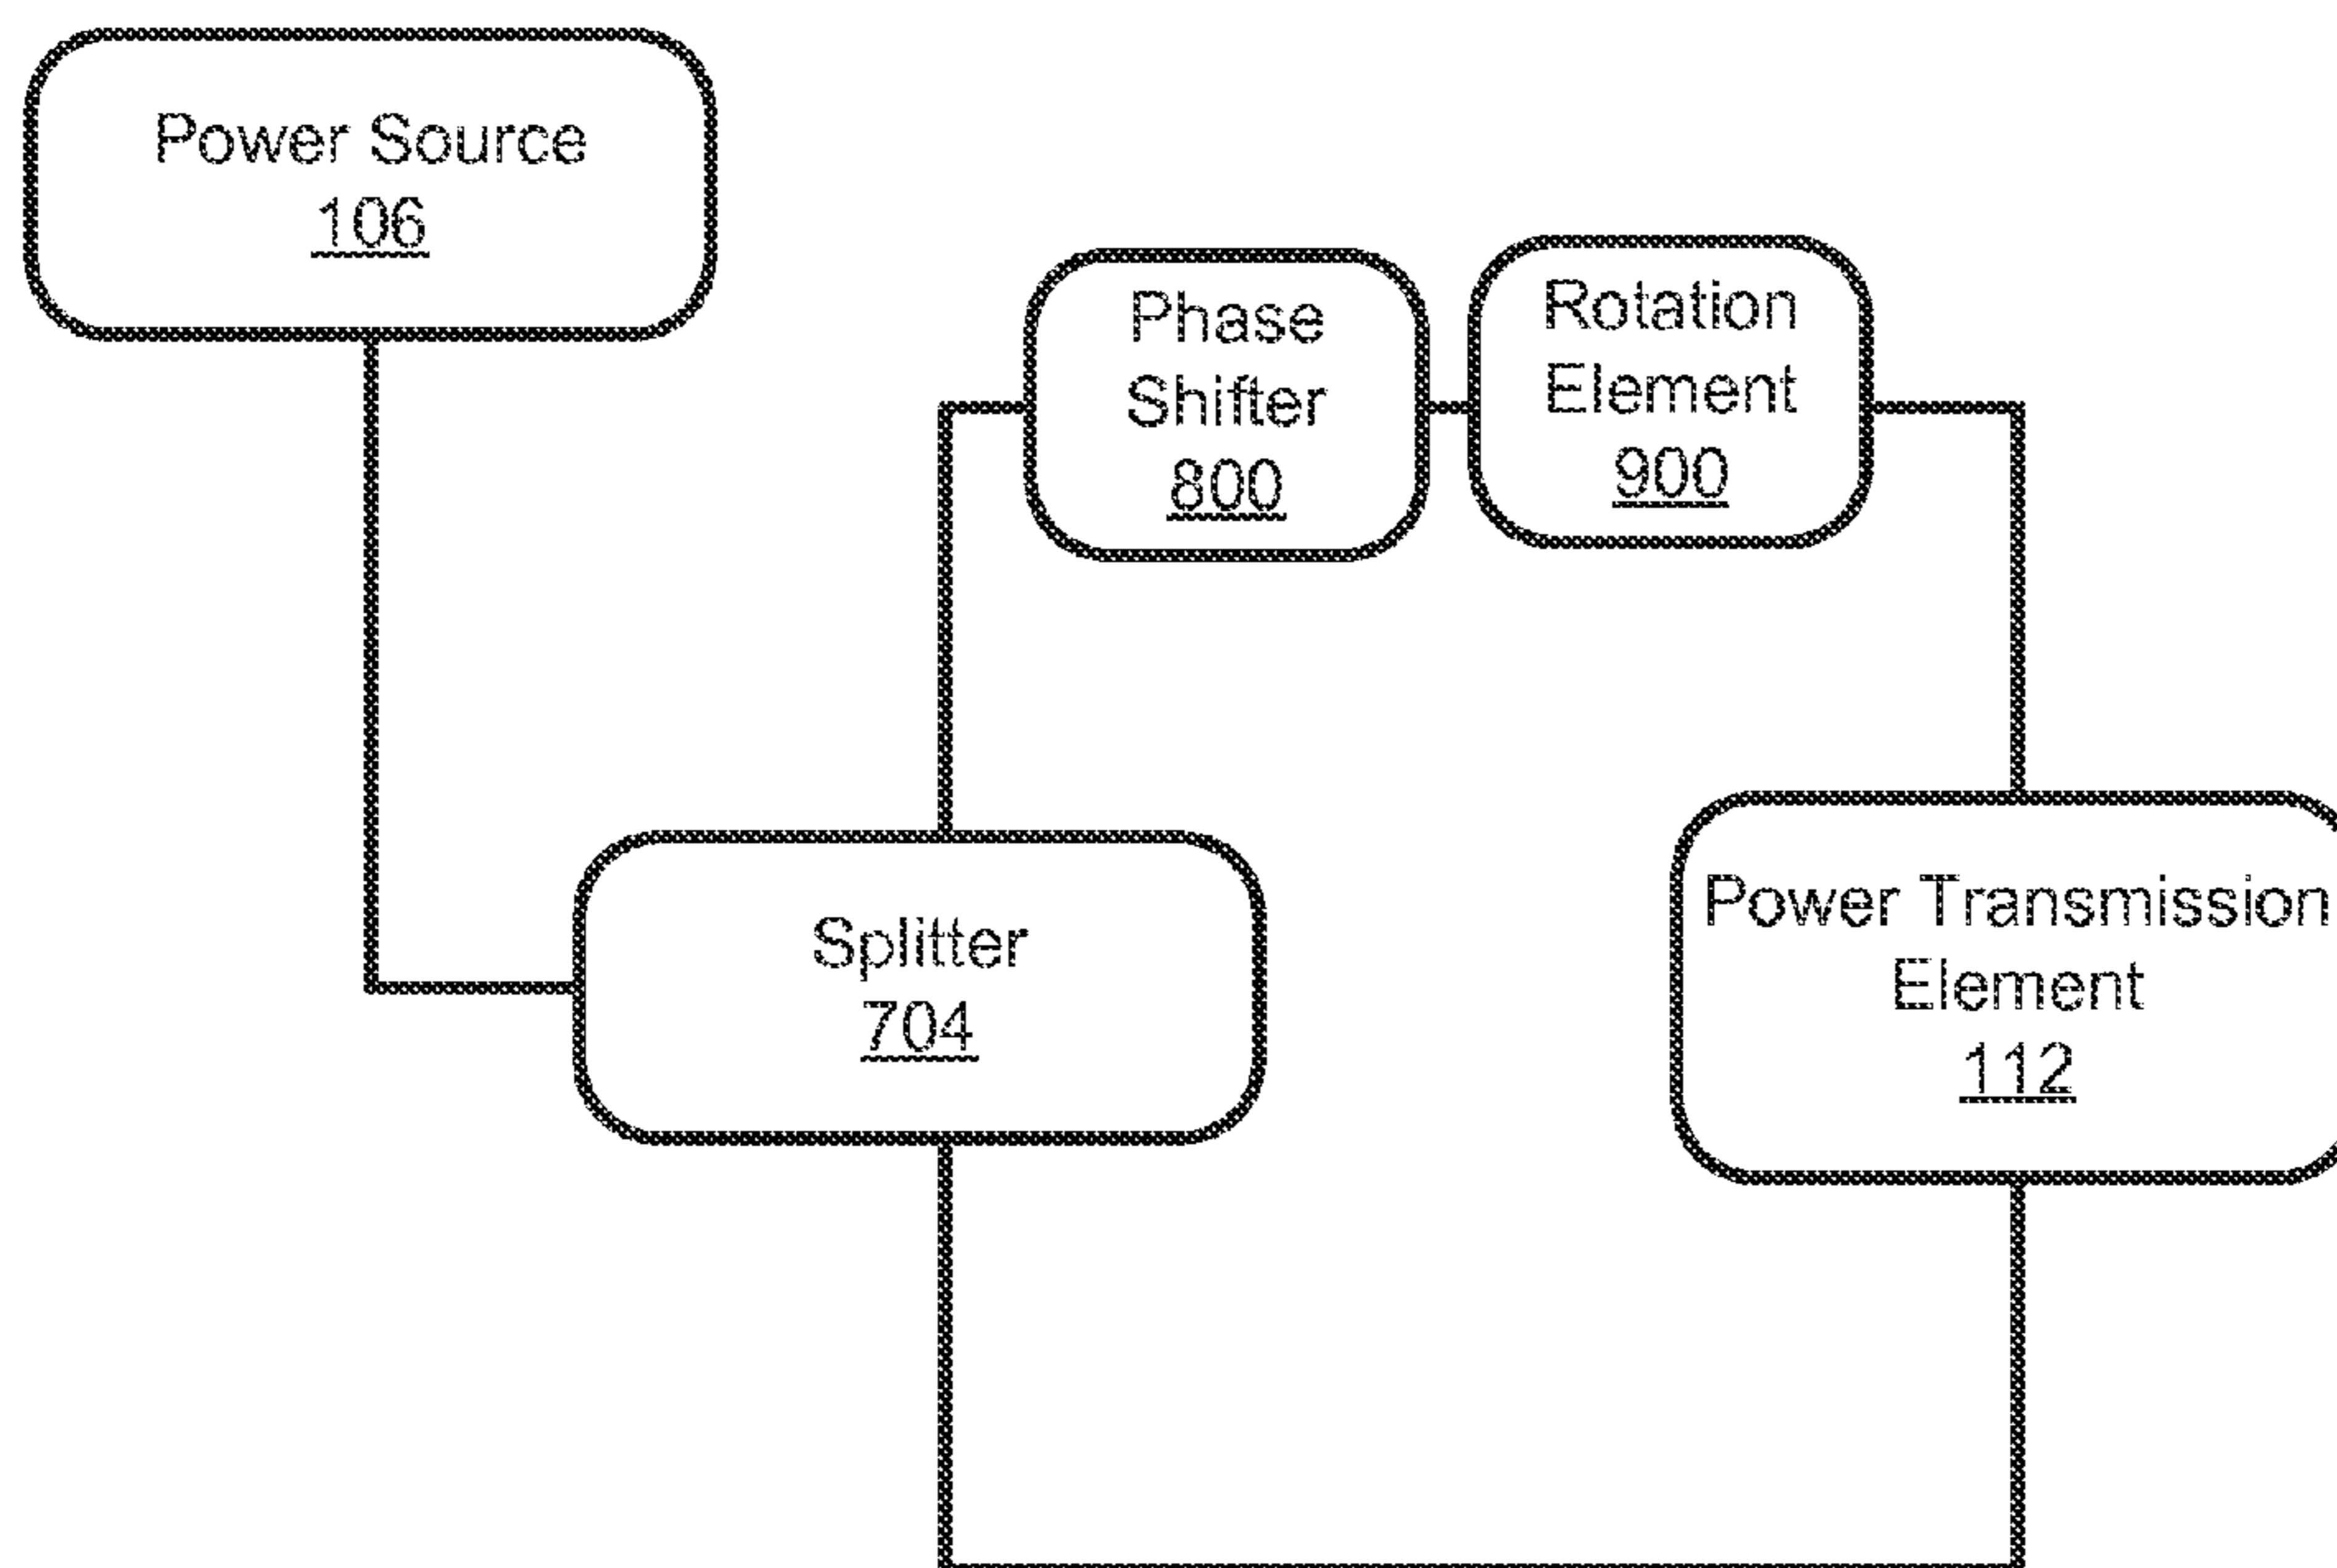 Power Source
106
Phase
Shifter
800
Rotation
Element
900
Splitter
704
Power Transmission
Element
112